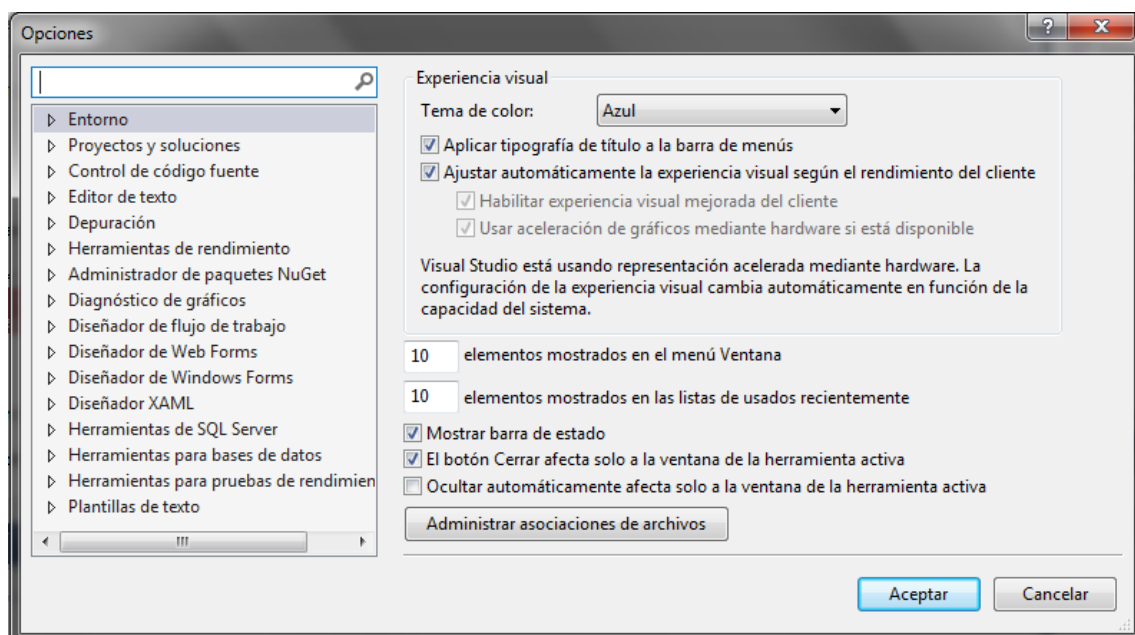 Opciones
Entorno
Proyectos y soluciones
Control de código fuente
Editor de texto
Depuración
Herramientas de rendimiento
Administrador de paquetes NuGet
Diagnóstico de gráficos
Diseñador de flujo de trabajo
Diseñador de Web Forms
Diseñador de Windows Forms
Diseñador XAML
Herramientas de SQL Server
Herramientas para bases de datos
Herramientas para pruebas de rendimien
Plantillas de texto
Experiencia visual
Tema de color: Azul
Aplicar tipografía de título a la barra de menús
Ajustar automáticamente la experiencia visual según el rendimiento del cliente
Habilitar experiencia visual mejorada del cliente
Usar aceleración de gráficos mediante hardware si está disponible
Visual Studio está usando representación acelerada mediante hardware. La
configuración de la experiencia visual cambia automáticamente en función de la
capacidad del sistema.
10 elementos mostrados en el menú Ventana
10 elementos mostrados en las listas de usados recientemente
Mostrar barra de estado
El botón Cerrar afecta solo a la ventana de la herramienta activa
Ocultar automáticamente afecta solo a la ventana de la herramienta activa
Administrar asociaciones de archivos
Aceptar Cancelar